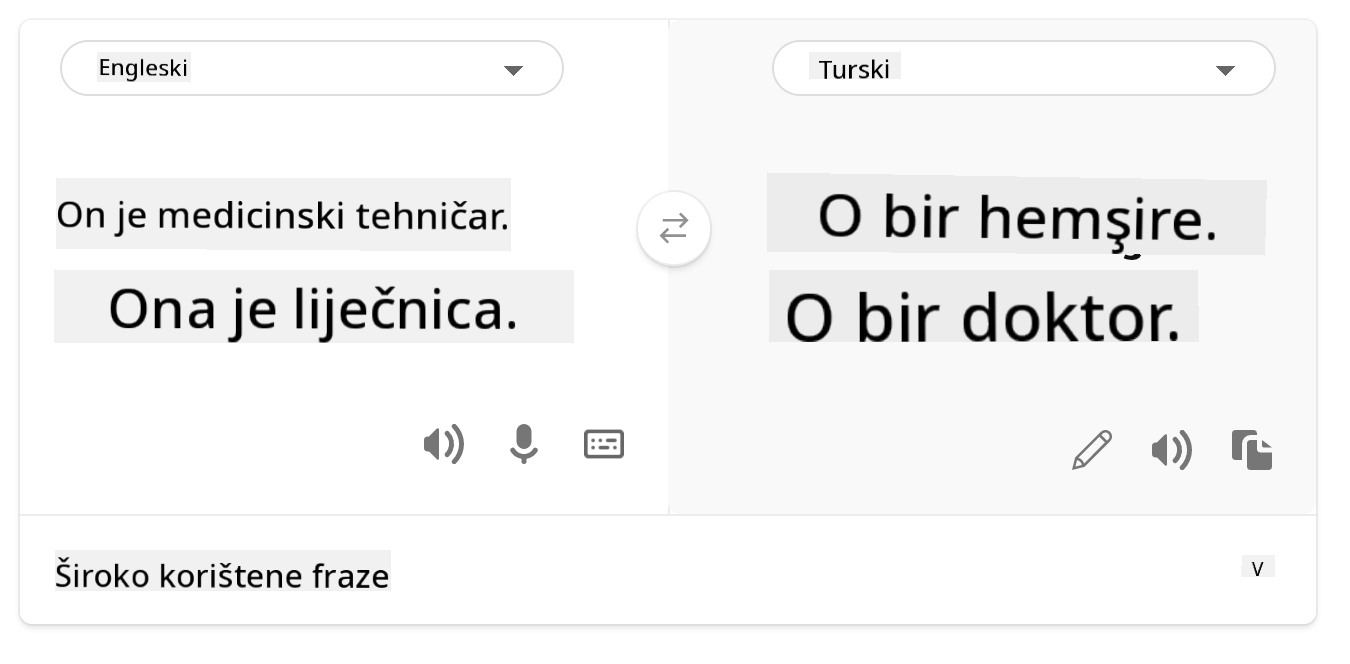 Engleski
Turski
On je medicinski tehničar.
Ona je liječnica.
O bir hemşire.
O bir doktor.
Široko korištene fraze
V